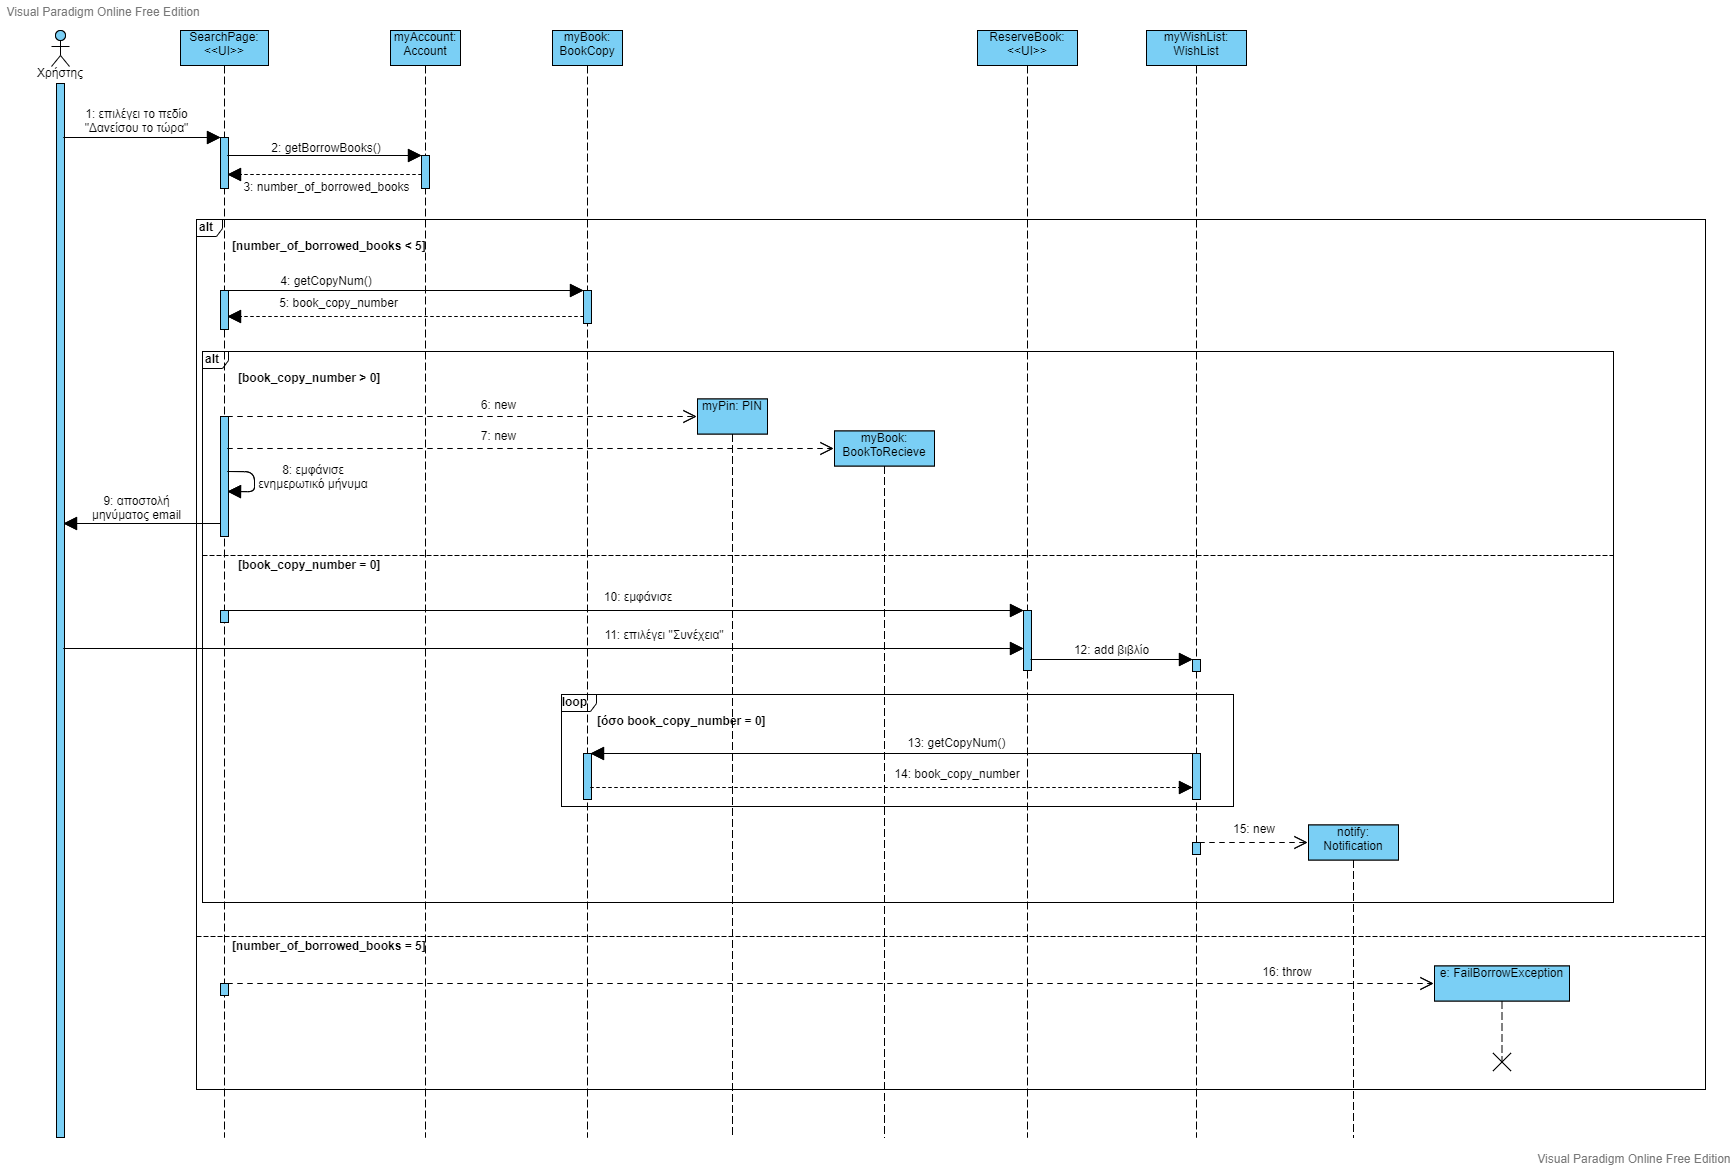 Visual Paradigm Online Free Edition
Χρήστης
SearchPage:
<<UI>>
myAccount:
Account
myBook:
BookCopy
ReserveBook:
<<UI>>
myWishList:
WishList
1: επιλέγει το πεδίο
"Δανείσου το τώρα"
2: getBorrowBooks()
3: number_of_borrowed_books
alt
[number_of_borrowed_books < 5]
4: getCopyNum()
5: book_copy_number
alt
[book_copy_number > 0]
6: new
myPin: PIN
7: new
myBook:
BookToRecieve
8: εμφάνισε
ενημερωτικό μήνυμα
9: αποστολή
μηνύματος email
[book_copy_number = 0]
10: εμφάνισε
11: επιλέγει "Συνέχεια"
12: add βιβλίο
loop
[όσο book_copy_number = 0]
13: getCopyNum()
14: book_copy_number
15: new
notify:
Notification
[number_of_borrowed_books = 5]
16: throw
e: FailBorrowException
Visual Paradigm Online Free Edition